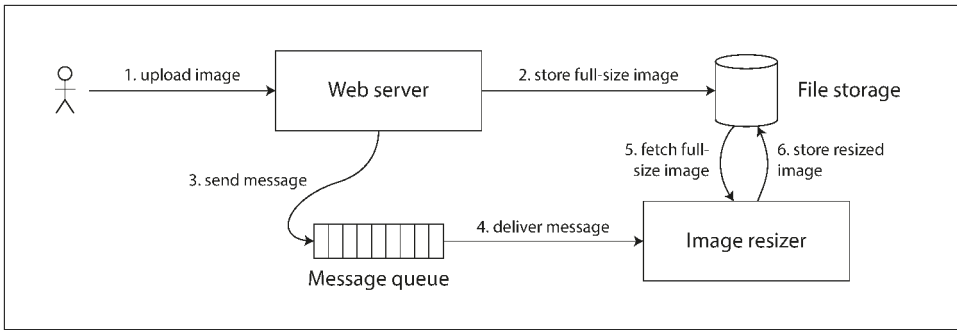 1. upload image
Web server
2. store full-size image
File storage
3. send message
Message queue
4. deliver message
5. fetch full-
size image
6. store resized
image
Image resizer